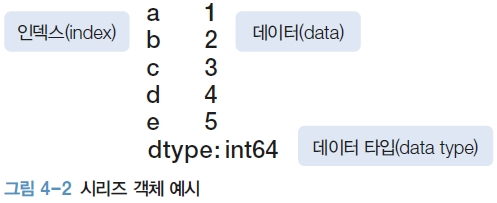 인덱스(index) a 1 데이터(data)
b 2
c 3
d 4
e 5
dtype: int64 데이터 타입(data type)
그림 4-2 시리즈 객체 예시